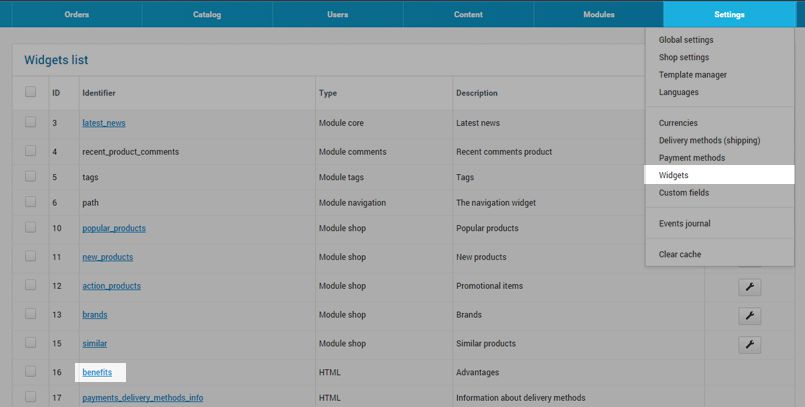 Orders Catalog Users Content Modules Settings
Global settings
Shop settings
Template manager
Languages
Currencies
Delivery methods (shipping)
Payment methods
Widgets
Custom fields
Events journal
Clear cache
Widgets list
ID Identifier Type Description
3 latest_news Module core Latest news
4 recent_product_comments Module comments Recent comments product
5 tags Module tags Tags
6 path Module navigation The navigation widget
10 popular_products Module shop Popular products
11 new_products Module shop New products
12 action_products Module shop Promotional items
13 brands Module shop Brands
15 similar Module shop Similar products
16 benefits HTML Advantages
17 payments_delivery_methods_info HTML Information about delivery methods